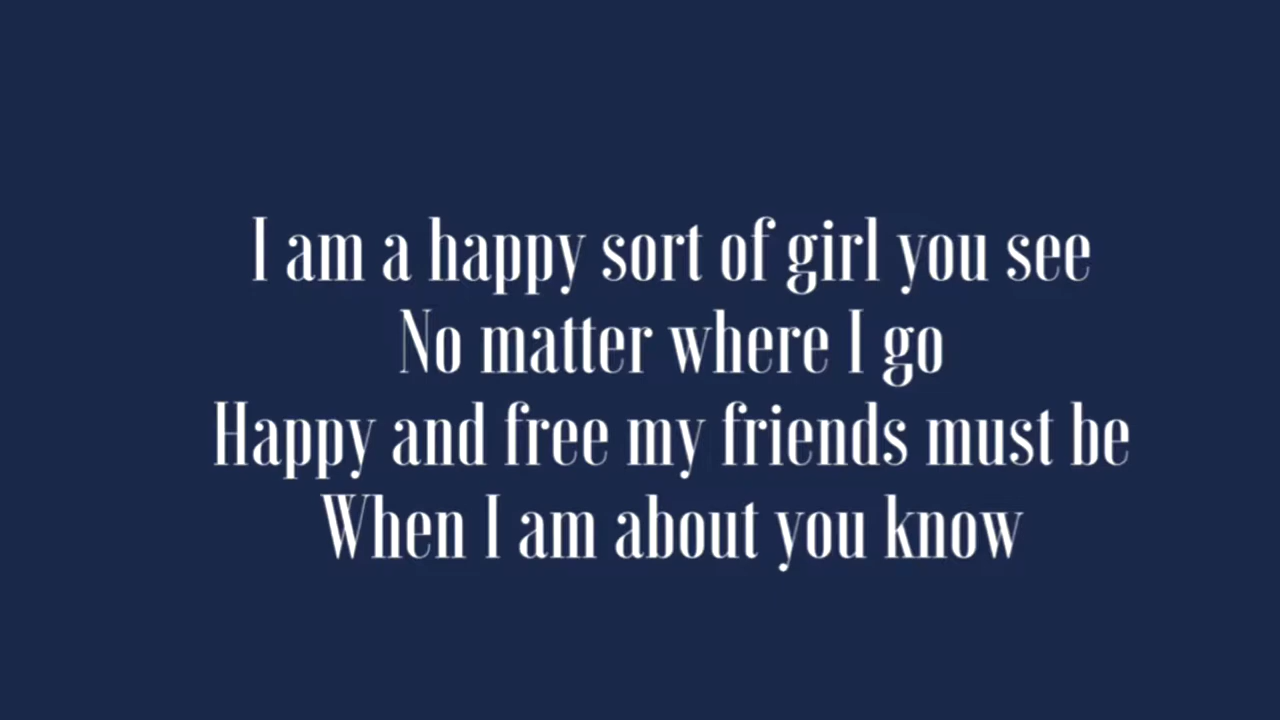 I am a happy sort of girl you see
No matter where I go
Happy and free my friends must be
When I am about you know